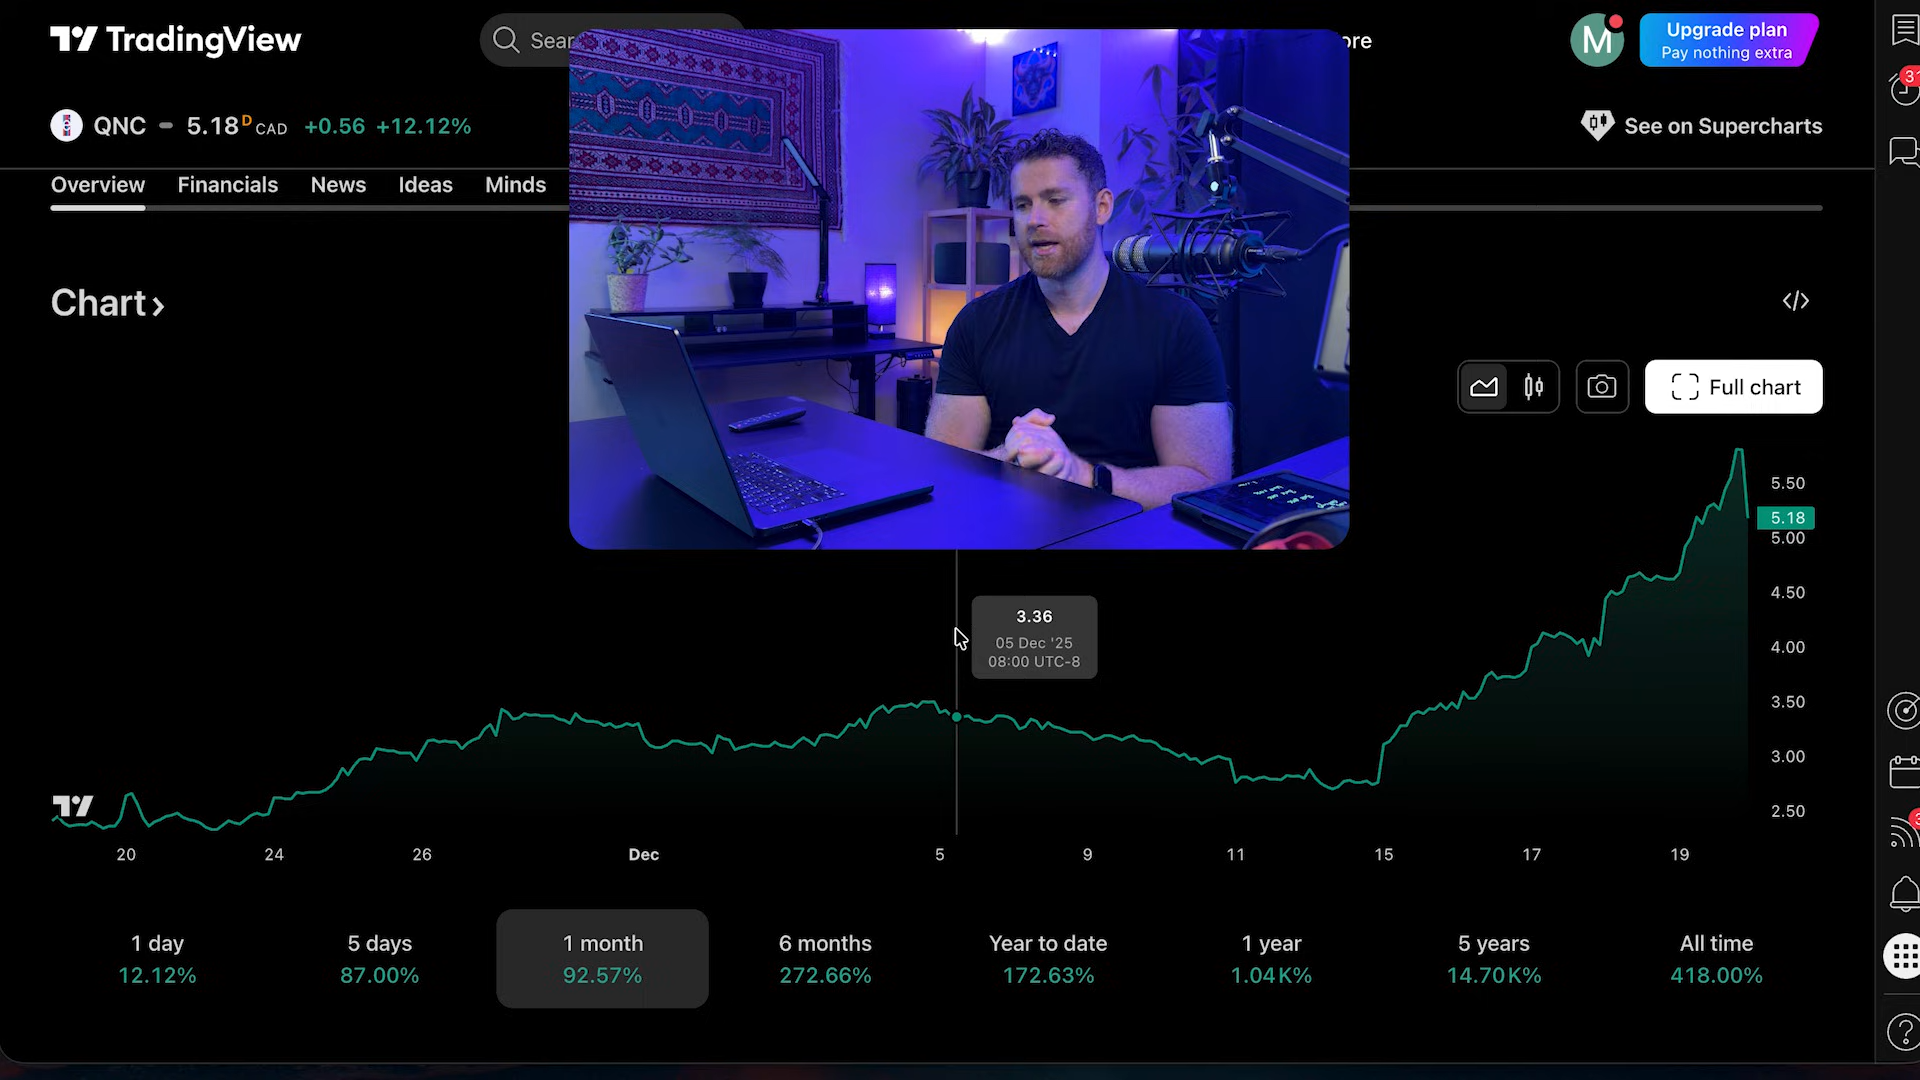 TradingView
Sear
ore
M
Upgrade plan
Pay nothing extra
QNC
5.18 D CAD +0.56 +12.12%
See on Supercharts
Overview Financials News Ideas Minds
Chart ›
</>
Full chart
5.50
5.18
5.00
4.50
4.00
3.50
3.00
2.50
3.36
05 Dec '25
08:00 UTC-8
20 24 26 Dec 5 9 11 15 17 19
1 day 5 days 1 month 6 months Year to date 1 year 5 years All time
12.12% 87.00% 92.57% 272.66% 172.63% 1.04K% 14.70K% 418.00%